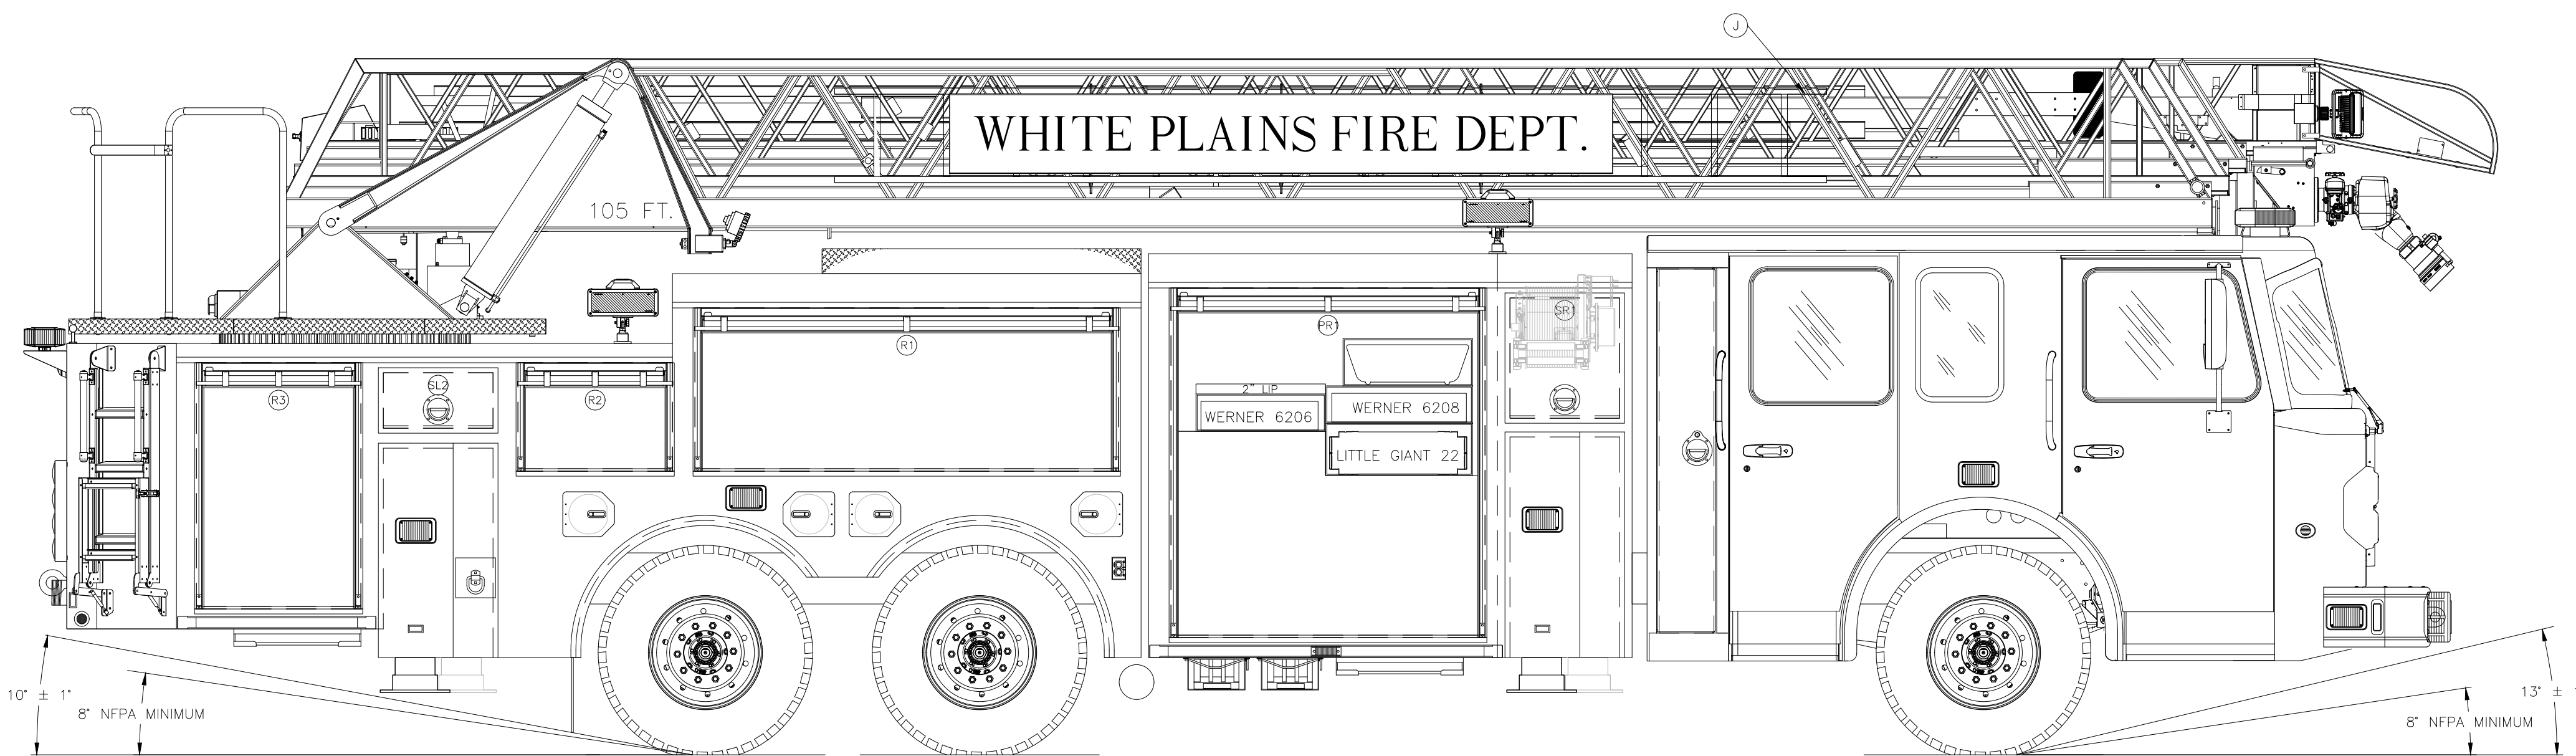 J
WHITE PLAINS FIRE DEPT.
105 FT.
SR1
PR1
R1
SL2
2" LIP
R3
R2
WERNER 6206
WERNER 6208
LITTLE GIANT 22
10° ± 1°
8° NFPA MINIMUM
13° ±
8° NFPA MINIMUM